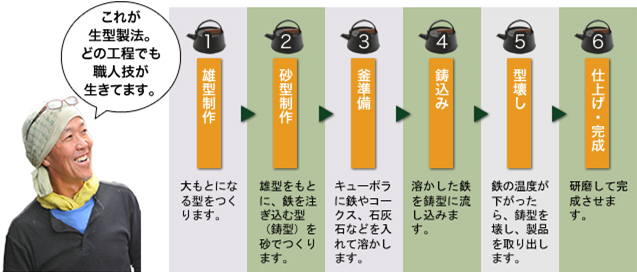 これが
生型製法。
どの工程でも
職人技が
生きてます。
1
雄型制作
大もとにな
る型をつく
ります。
2
砂型制作
雄型をもと
に、鉄を注
ぎ込む型
（鋳型）を
砂でつくり
ます。
3
釜準備
キューポラ
に鉄やコー
クス、石灰
石などを入
れて溶かし
ます。
4
鋳込み
溶かした鉄
を鋳型に流
し込みま
す。
5
型壊し
鉄の温度が
下がった
ら、鋳型を
壊し、製品
を取り出し
ます。
6
仕上げ・完成
研磨して完
成させま
す。